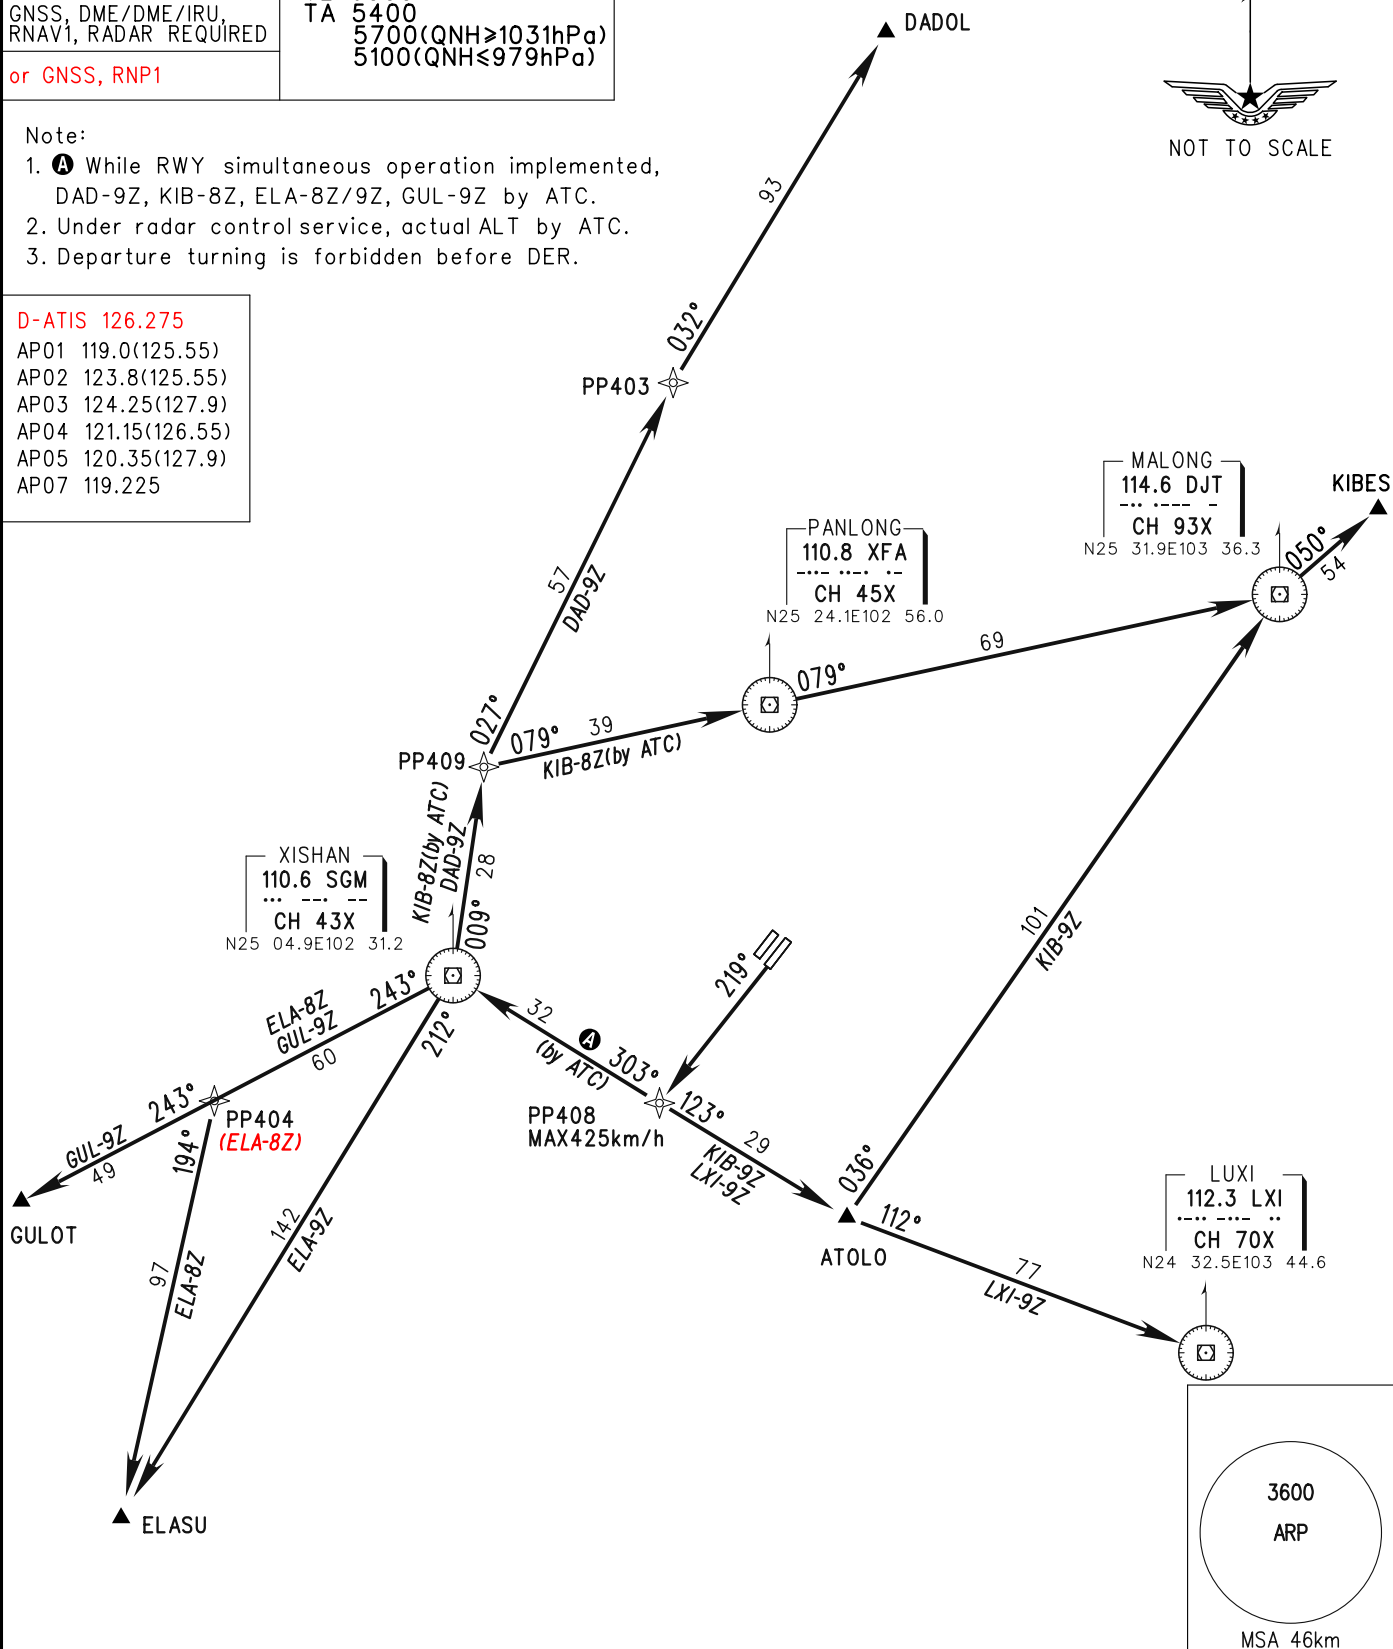 GNSS, DME/DME/IRU,
RNAV1, RADAR REQUIRED
or GNSS, RNP1
TA 5400
5700(QNH≥1031hPa)
5100(QNH≤979hPa)
NOT TO SCALE
Note:
1. A While RWY simultaneous operation implemented,
DAD-9Z, KIB-8Z, ELA-8Z/9Z, GUL-9Z by ATC.
2. Under radar control service, actual ALT by ATC.
3. Departure turning is forbidden before DER.
D-ATIS 126.275
AP01 119.0(125.55)
AP02 123.8(125.55)
AP03 124.25(127.9)
AP04 121.15(126.55)
AP05 120.35(127.9)
AP07 119.225
DADOL
93
032°
PP403
57
DAD-9Z
027°
PP409
079°
39
KIB-8Z(by ATC)
PANLONG
110.8 XFA
CH 45X
N25 24.1E102 56.0
079°
69
MALONG
114.6 DJT
CH 93X
N25 31.9E103 36.3
KIBES
050°
54
KIB-8Z(by ATC)
DAD-9Z
28
009°
XISHAN
110.6 SGM
CH 43X
N25 04.9E102 31.2
243°
ELA-8Z
GUL-9Z
60
212°
219°
32
A
(by ATC)
303°
PP408
MAX425km/h
123°
29
KIB-9Z
LXI-9Z
101
KIB-9Z
036°
ATOLO
112°
77
LXI-9Z
LUXI
112.3 LXI
CH 70X
N24 32.5E103 44.6
243°
PP404
(ELA-8Z)
GUL-9Z
49
GULOT
194°
97
ELA-8Z
142
ELA-9Z
ELASU
3600
ARP
MSA 46km